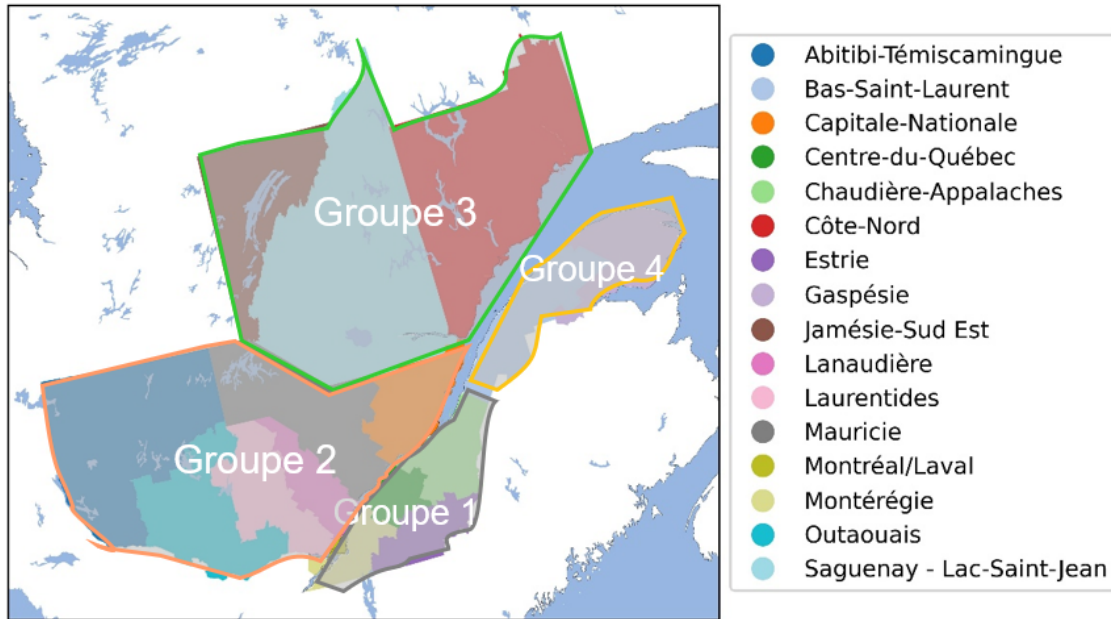 Groupe 3
Groupe 4
Groupe 2
Groupe 1
Abitibi-Témiscamingue
Bas-Saint-Laurent
Capitale-Nationale
Centre-du-Québec
Chaudière-Appalaches
Côte-Nord
Estrie
Gaspésie
Jamésie-Sud Est
Lanaudière
Laurentides
Mauricie
Montréal/Laval
Montérégie
Outaouais
Saguenay - Lac-Saint-Jean